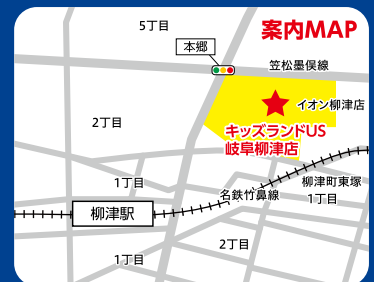 案内MAP
5丁目
本郷
笠松墨俣線
イオン柳津店
2丁目
キッズランドUS
岐阜柳津店
1丁目
名鉄竹鼻線
柳津町東塚
1丁目
柳津駅
2丁目
1丁目